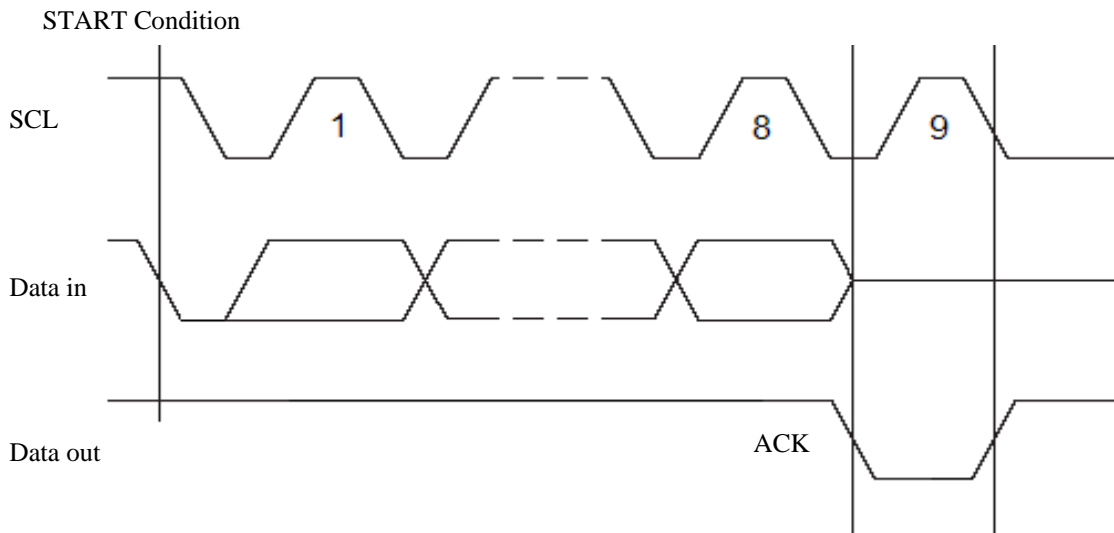 START Condition
SCL
1
8
9
Data in
Data out
ACK